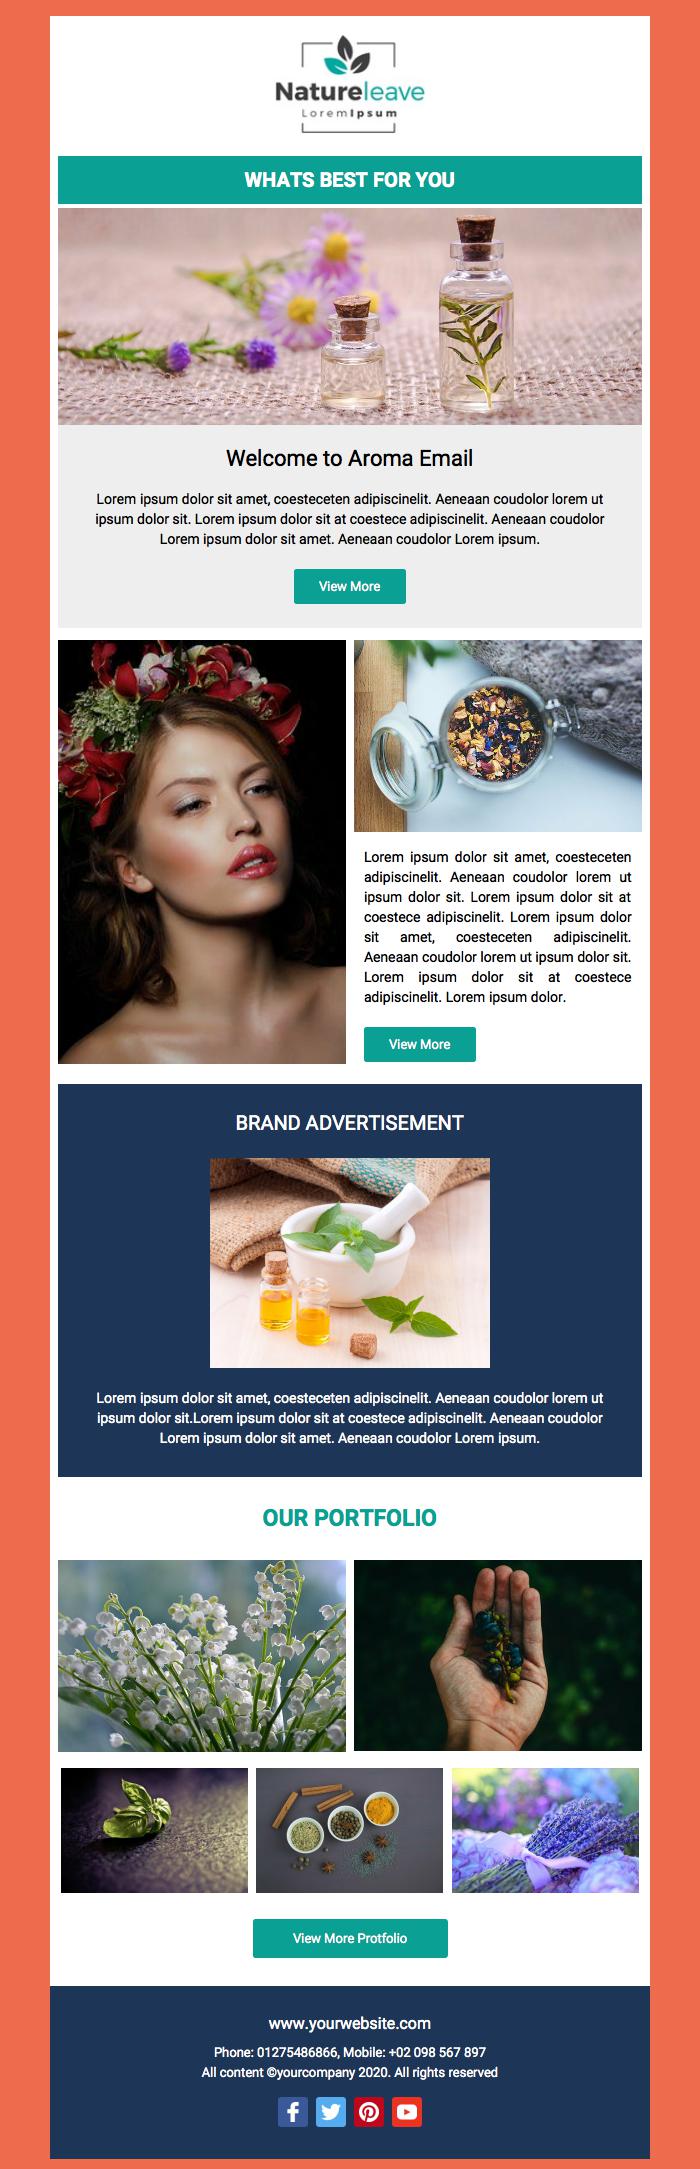 Natureleave
LoremIpsum
WHATS BEST FOR YOU
Welcome to Aroma Email
Lorem ipsum dolor sit amet, coesteceten adipiscinelit. Aeneaan coudolor lorem ut
ipsum dolor sit. Lorem ipsum dolor sit at coestece adipiscinelit. Aeneaan coudolor
Lorem ipsum dolor sit amet. Aeneaan coudolor Lorem ipsum.
View More
Lorem ipsum dolor sit amet, coesteceten
adipiscinelit. Aeneaan coudolor lorem ut
ipsum dolor sit. Lorem ipsum dolor sit at
coestece adipiscinelit. Lorem ipsum dolor
sit amet, coesteceten adipiscinelit.
Aeneaan coudolor lorem ut ipsum dolor sit.
Lorem ipsum dolor sit at coestece
adipiscinelit. Lorem ipsum dolor.
View More
BRAND ADVERTISEMENT
Lorem ipsum dolor sit amet, coesteceten adipiscinelit. Aeneaan coudolor lorem ut
ipsum dolor sit.Lorem ipsum dolor sit at coestece adipiscinelit. Aeneaan coudolor
Lorem ipsum dolor sit amet. Aeneaan coudolor Lorem ipsum.
OUR PORTFOLIO
View More Protfolio
www.yourwebsite.com
Phone: 01275486866, Mobile: +02 098 567 897
All content ©yourcompany 2020. All rights reserved